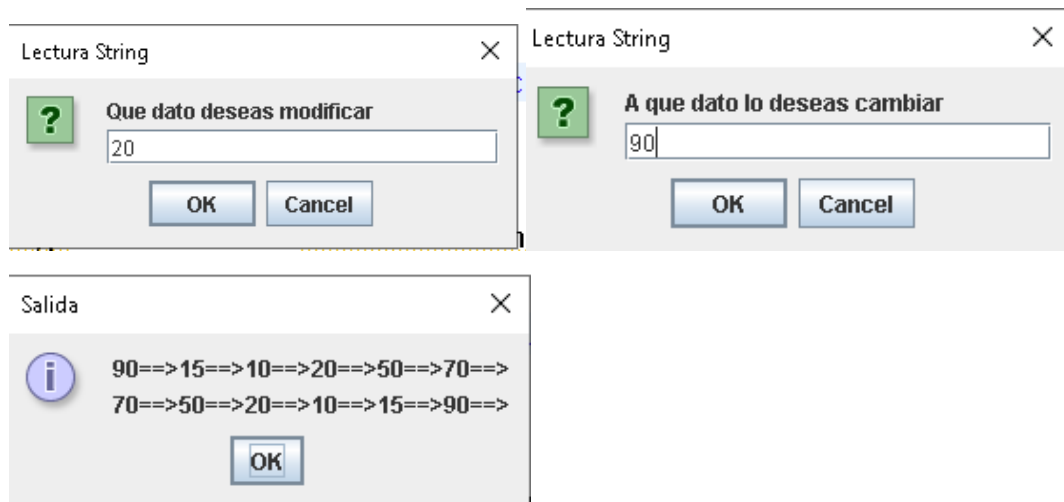 Lectura String
Que dato deseas modificar
20
OK Cancel
Lectura String
A que dato lo deseas cambiar
90
OK Cancel
Salida
90==>15==>10==>20==>50==>70==>
70==>50==>20==>10==>15==>90==>
OK